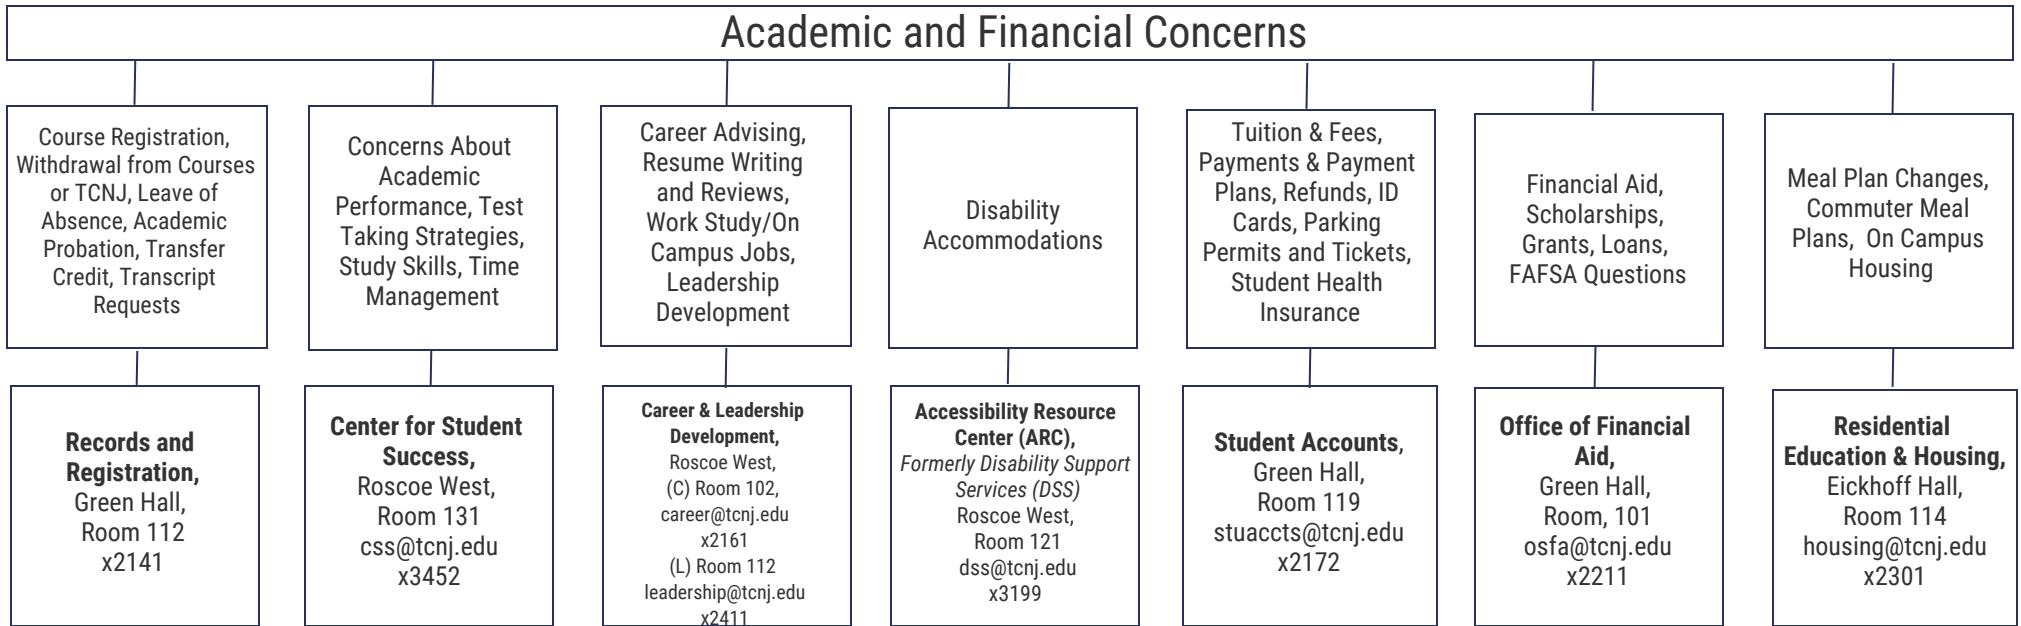 Academic and Financial Concerns
Course Registration,
Withdrawal from Courses
or TCNJ, Leave of
Absence, Academic
Probation, Transfer
Credit, Transcript
Requests
Concerns About
Academic
Performance, Test
Taking Strategies,
Study Skills, Time
Management
Career Advising,
Resume Writing
and Reviews,
Work Study/On
Campus Jobs,
Leadership
Development
Disability
Accommodations
Tuition & Fees,
Payments & Payment
Plans, Refunds, ID
Cards, Parking
Permits and Tickets,
Student Health
Insurance
Financial Aid,
Scholarships,
Grants, Loans,
FAFSA Questions
Meal Plan Changes,
Commuter Meal
Plans, On Campus
Housing
Records and
Registration,
Green Hall,
Room 112
x2141
Center for Student
Success,
Roscoe West,
Room 131
css@tcnj.edu
x3452
Career & Leadership
Development,
Roscoe West,
(C) Room 102,
career@tcnj.edu
x2161
(L) Room 112
leadership@tcnj.edu
x2411
Accessibility Resource
Center (ARC),
Formerly Disability Support
Services (DSS)
Roscoe West,
Room 121
dss@tcnj.edu
x3199
Student Accounts,
Green Hall,
Room 119
stuaccts@tcnj.edu
x2172
Office of Financial
Aid,
Green Hall,
Room, 101
osfa@tcnj.edu
x2211
Residential
Education & Housing,
Eickhoff Hall,
Room 114
housing@tcnj.edu
x2301